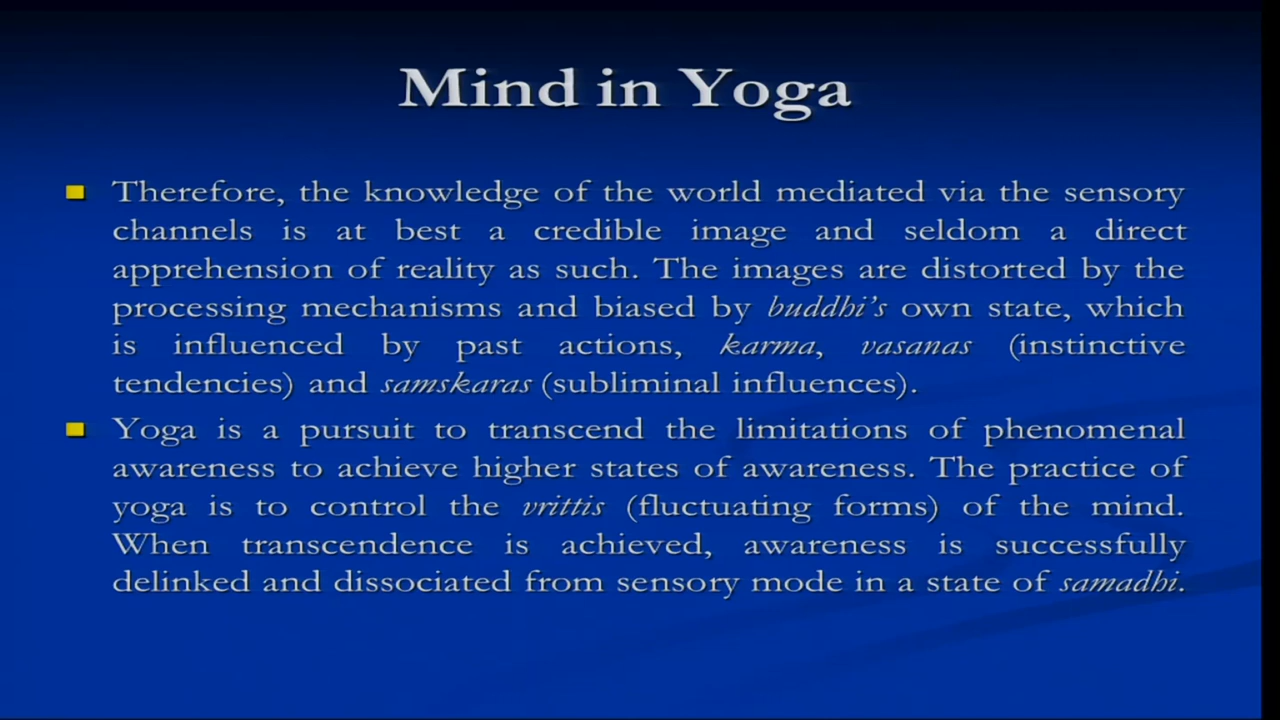 Mind in Yoga
Therefore, the knowledge of the world mediated via the sensory
channels is at best a credible image and seldom a direct
apprehension of reality as such. The images are distorted by the
processing mechanisms and biased by buddhi's own state, which
is influenced by past actions, karma, vasanas (instinctive
tendencies) and samskaras (subliminal influences).
Yoga is a pursuit to transcend the limitations of phenomenal
awareness to achieve higher states of awareness. The practice of
yoga is to control the vrittis (fluctuating forms) of the mind.
When transcendence is achieved, awareness is successfully
delinked and dissociated from sensory mode in a state of samadhi.